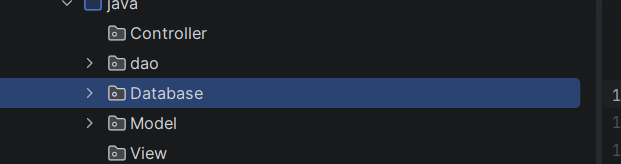 java
Controller
dao
Database
Model
View